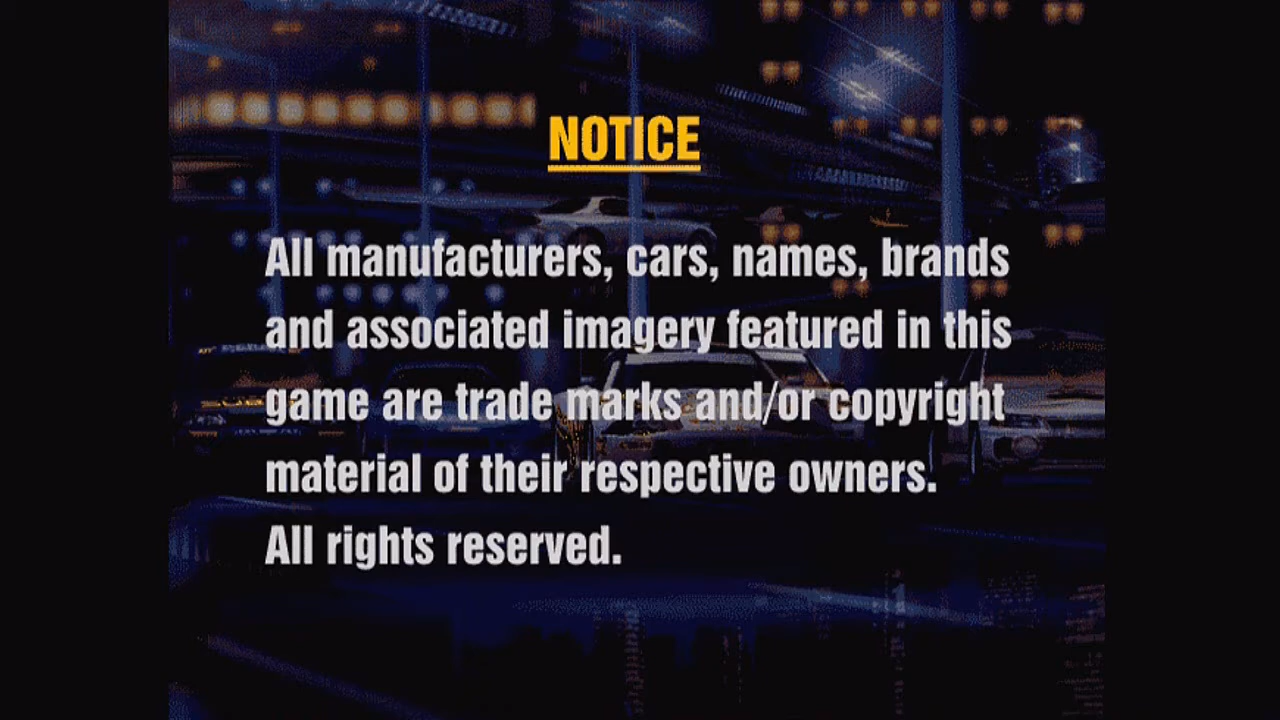 NOTICE
All manufacturers, cars, names, brands
and associated imagery featured in this
game are trade marks and/or copyright
material of their respective owners.
All rights reserved.